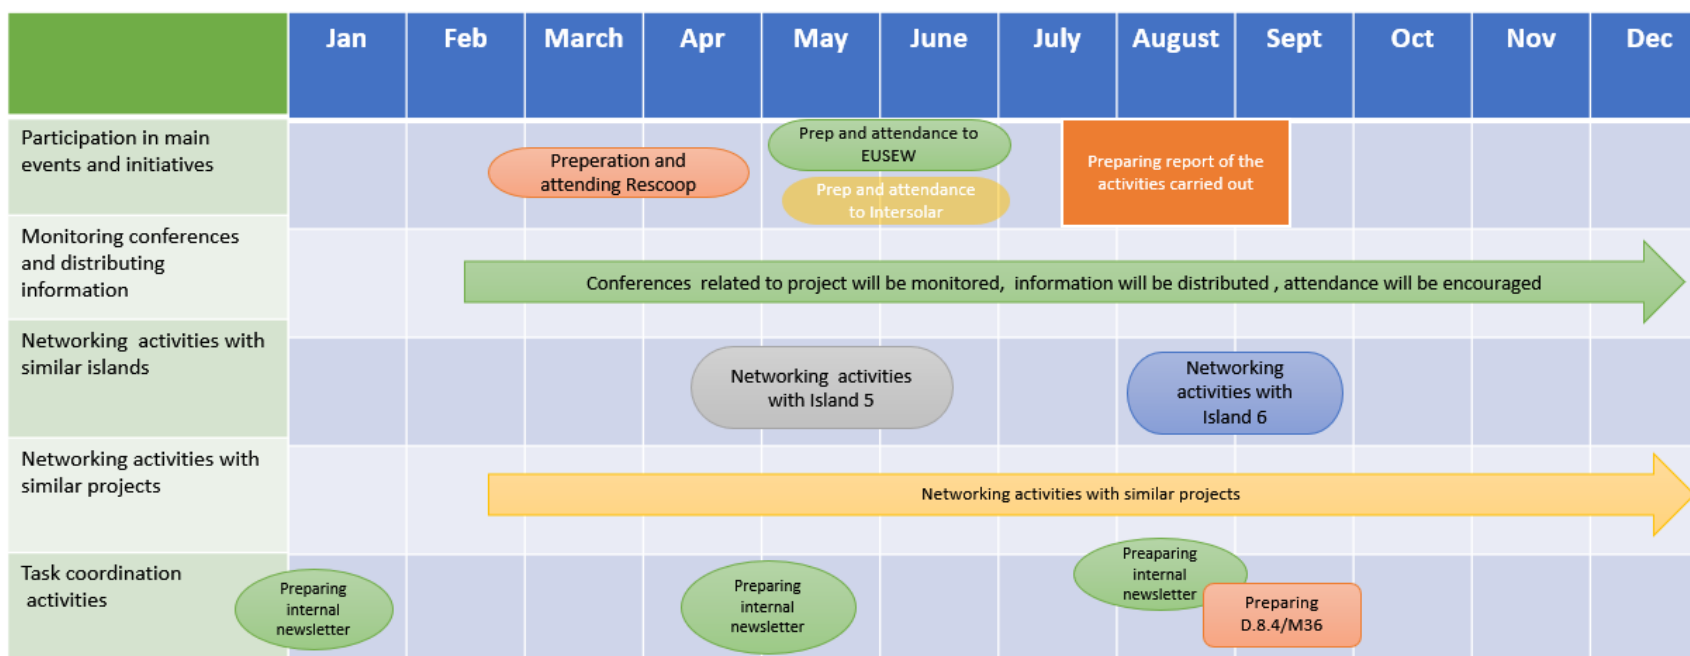 Jan Feb March Apr May June July August Sept Oct Nov Dec
Participation in main
events and initiatives
Preperation and
attending Rescoop
Prep and attendance to
EUSEW
Prep and attendance
to Intersolar
Preparing report of the
activities carried out
Monitoring conferences
and distributing
information
Conferences related to project will be monitored, information will be distributed , attendance will be encouraged
Networking activities with
similar islands
Networking activities
with Island 5
Networking
activities with
Island 6
Networking activities with
similar projects
Networking activities with similar projects
Task coordination
activities
Preparing
internal
newsletter
Preparing
internal
newsletter
Preaparing
internal
newsletter
Preparing
D.8.4/M36